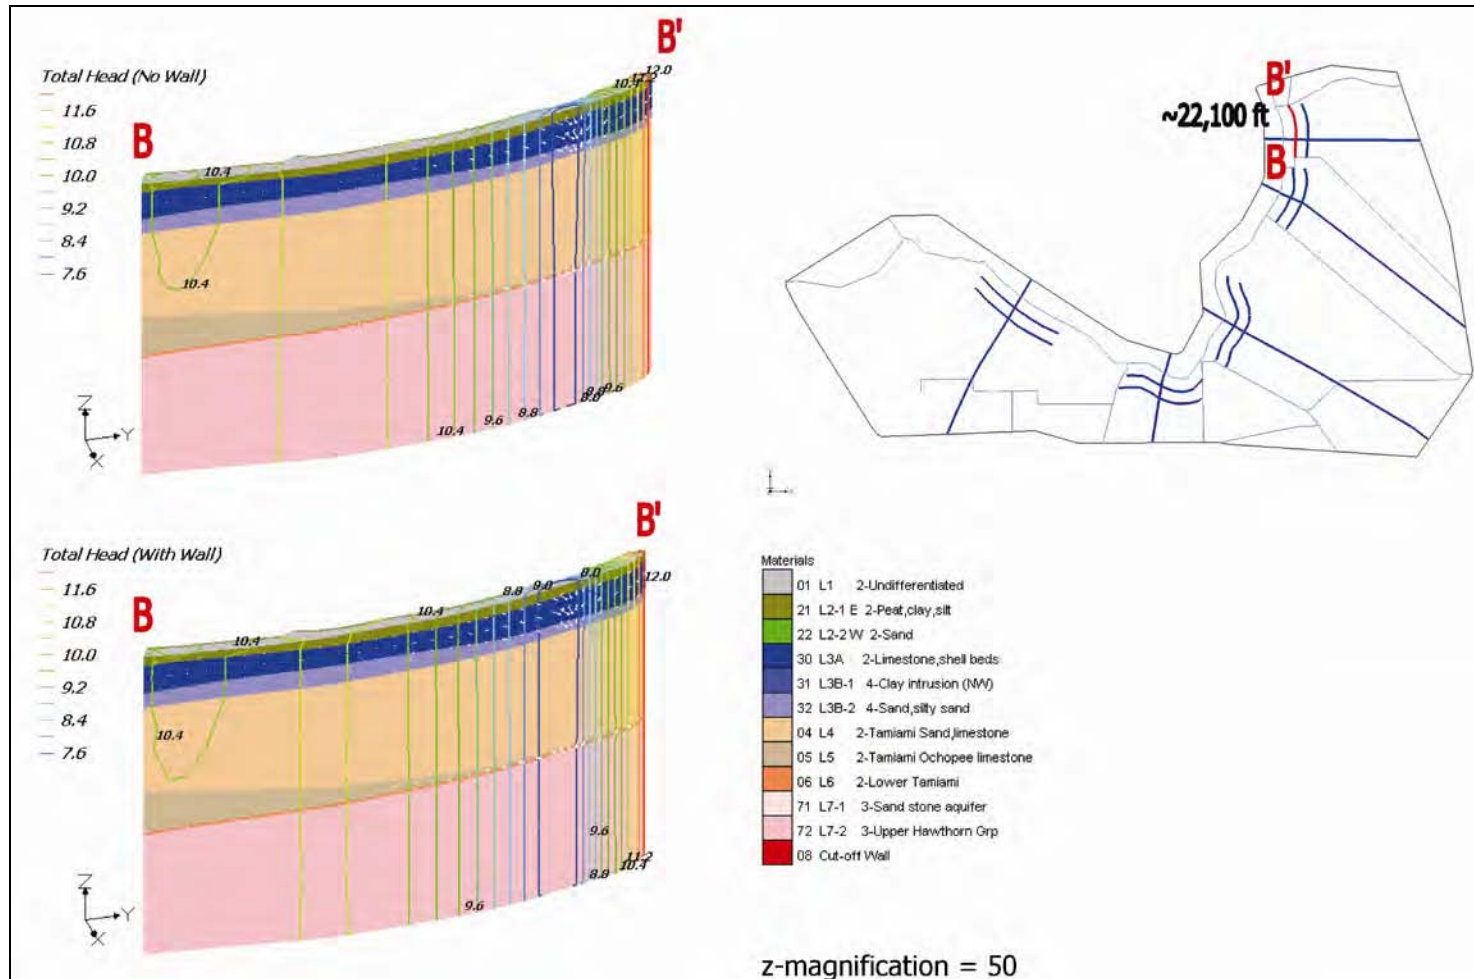 Total Head (No Wall)
11.6
10.8
10.0
9.2
8.4
7.6
B
B'
10.4
10.4
10.4
11.2
12.0
10.4
9.6
8.8
8.0
9.6
Z
Y
X
B'
~22,100 ft
B
Total Head (With Wall)
11.6
10.8
10.0
9.2
8.4
7.6
B
B'
10.4
10.4
10.4
8.8
8.0
12.0
9.6
9.6
8.8
10.4
11.2
Z
Y
X
Materials
01 L1 2-Undifferentiated
21 L2-1 E 2-Peat,clay,silt
22 L2-2 W 2-Sand
30 L3A 2-Limestone,shell beds
31 L3B-1 4-Clay intrusion (NW)
32 L3B-2 4-Sand,silty sand
04 L4 2-Tamiami Sand,limestone
05 L5 2-Tamiami Ochopee limestone
06 L6 2-Lower Tamiami
71 L7-1 3-Sand stone aquifer
72 L7-2 3-Upper Hawthorn Grp
08 Cut-off Wall
z-magnification = 50